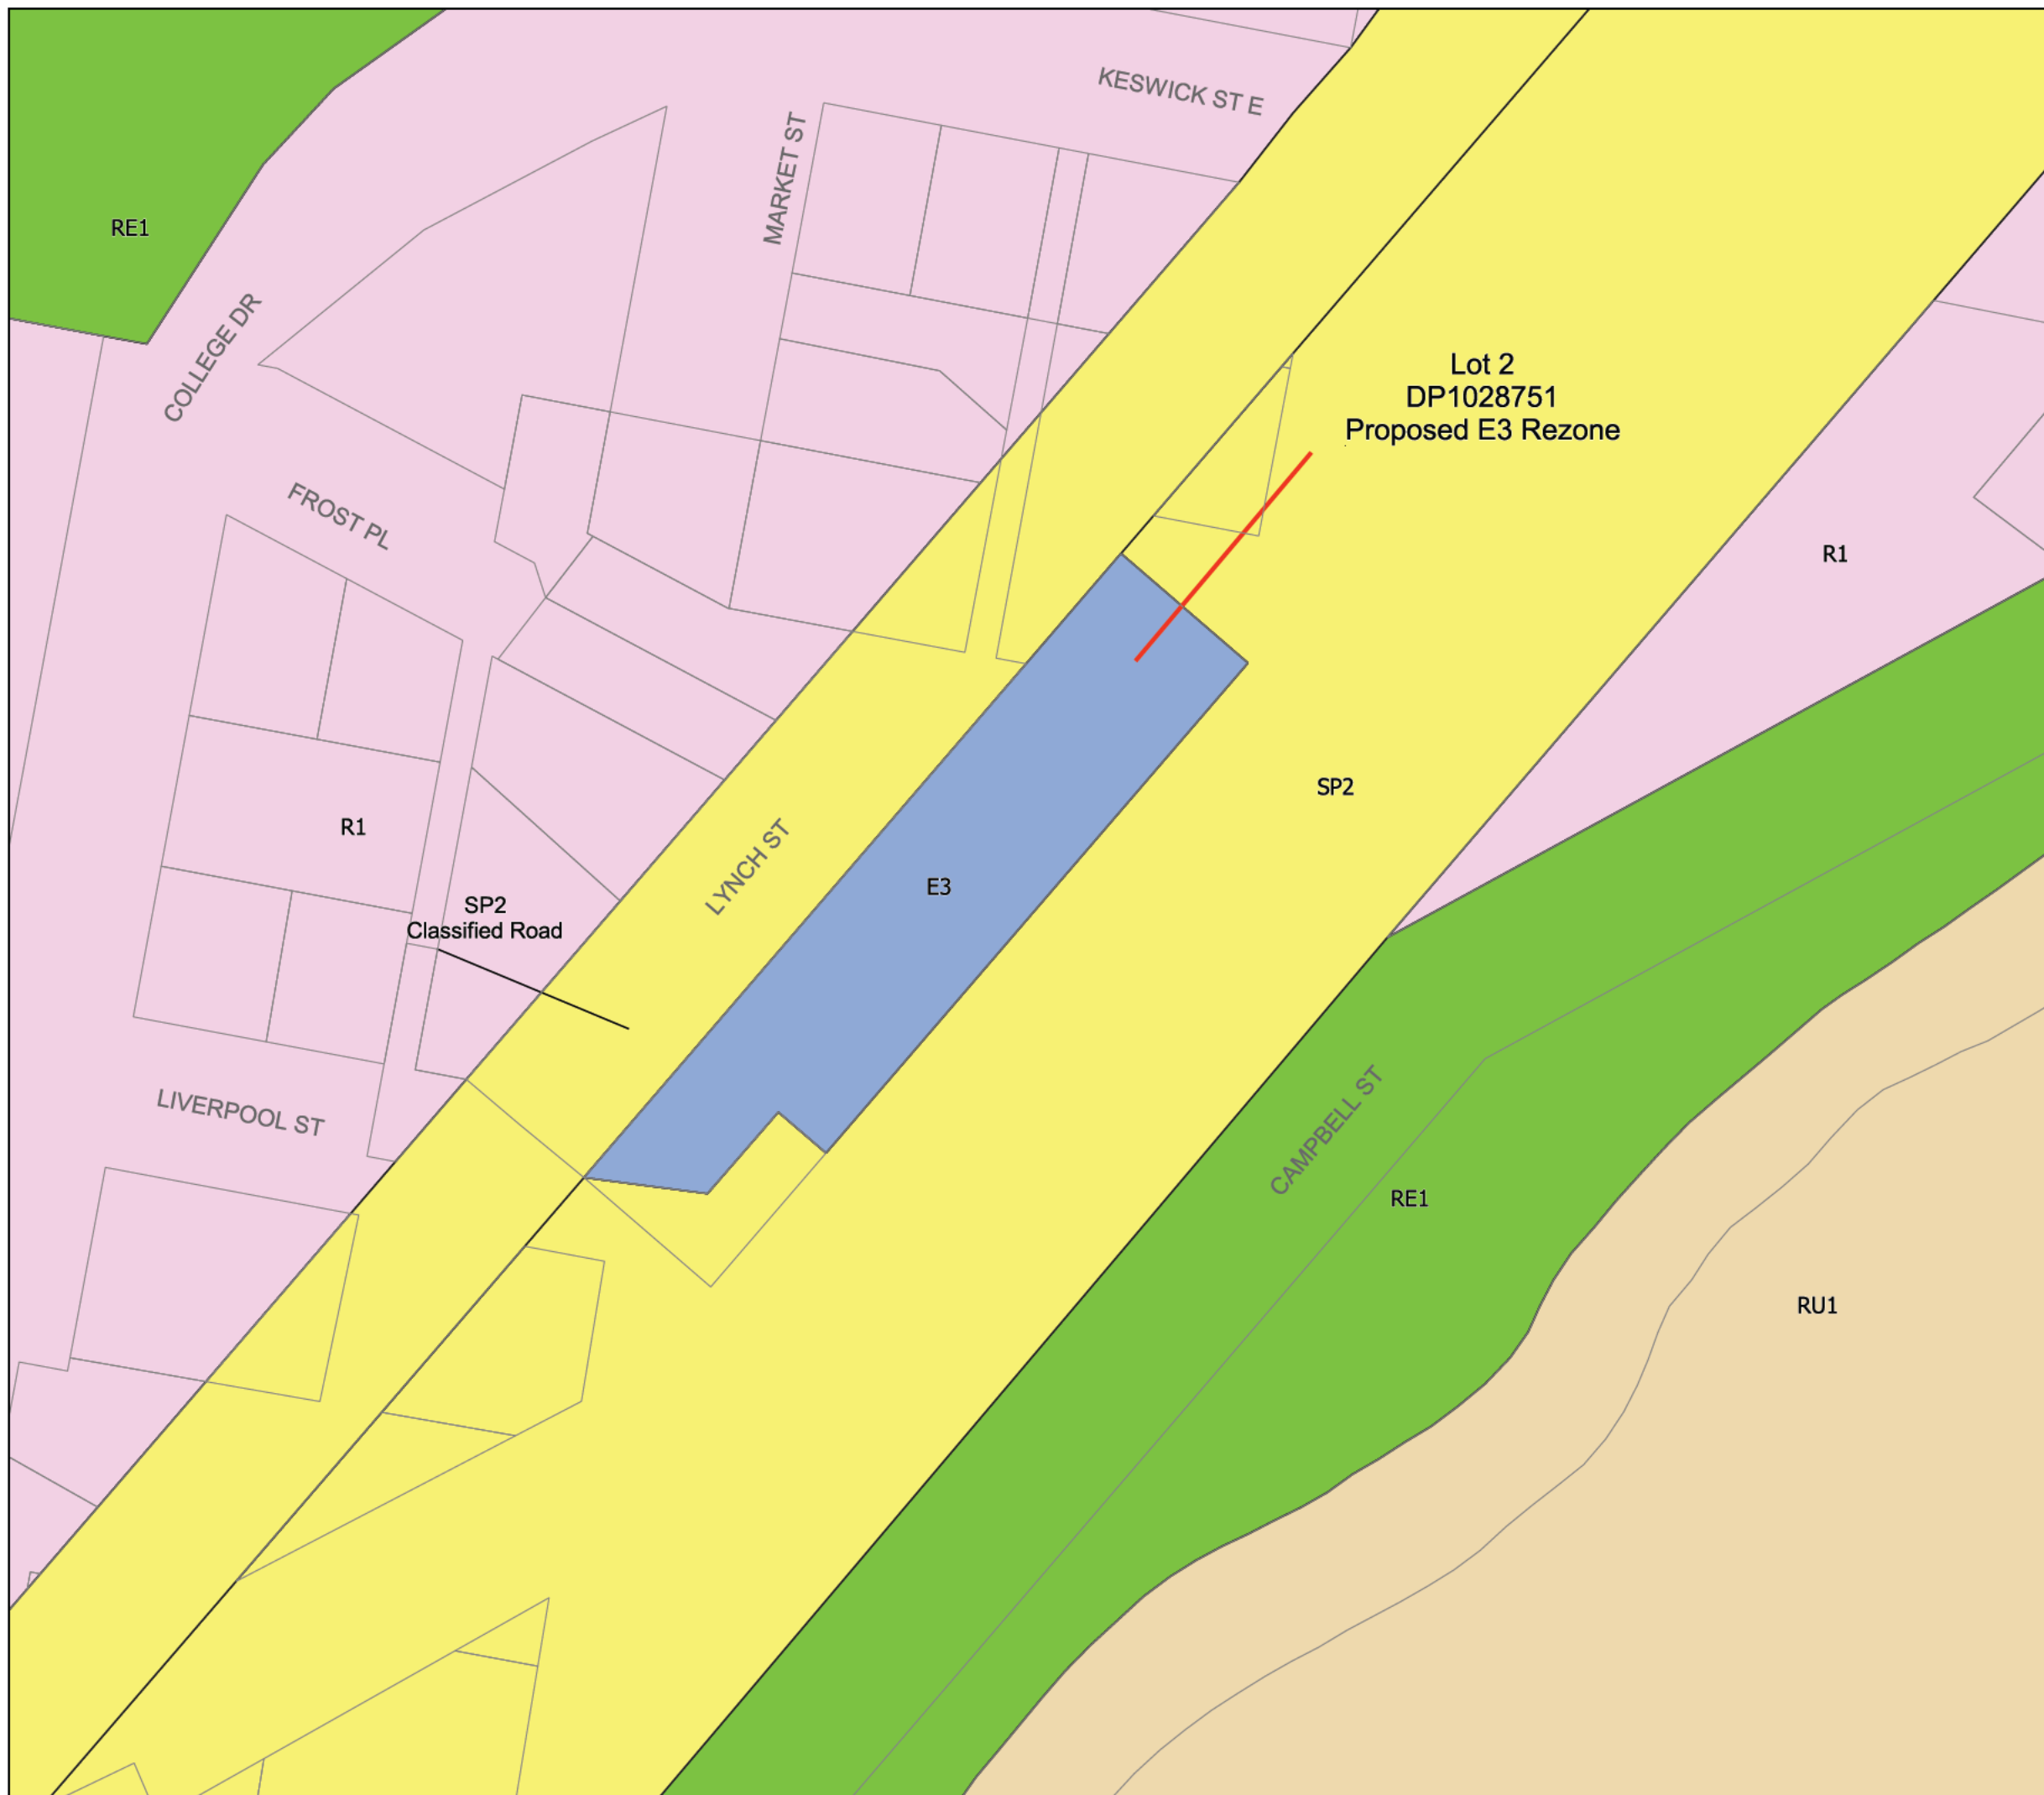 KESWICK ST E
MARKET ST
RE1
COLLEGE DR
Lot 2
DP1028751
Proposed E3 Rezone
FROST PL
R1
SP2
R1
LYNCH ST
E3
SP2
Classified Road
LIVERPOOL ST
CAMPBELL ST
RE1
RU1